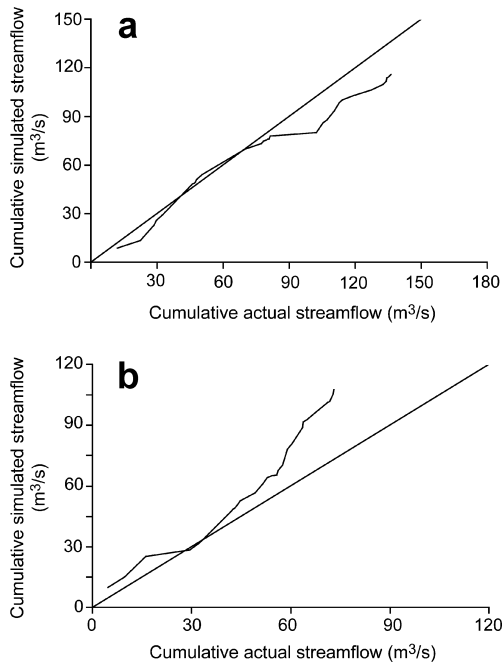 a
150
120
90
60
30
0
Cumulative simulated streamflow
(m³/s)
30 60 90 120 150 180
Cumulative actual streamflow (m³/s)
b
120
90
60
30
0
Cumulative simulated streamflow
(m³/s)
0 30 60 90 120
Cumulative actual streamflow (m³/s)